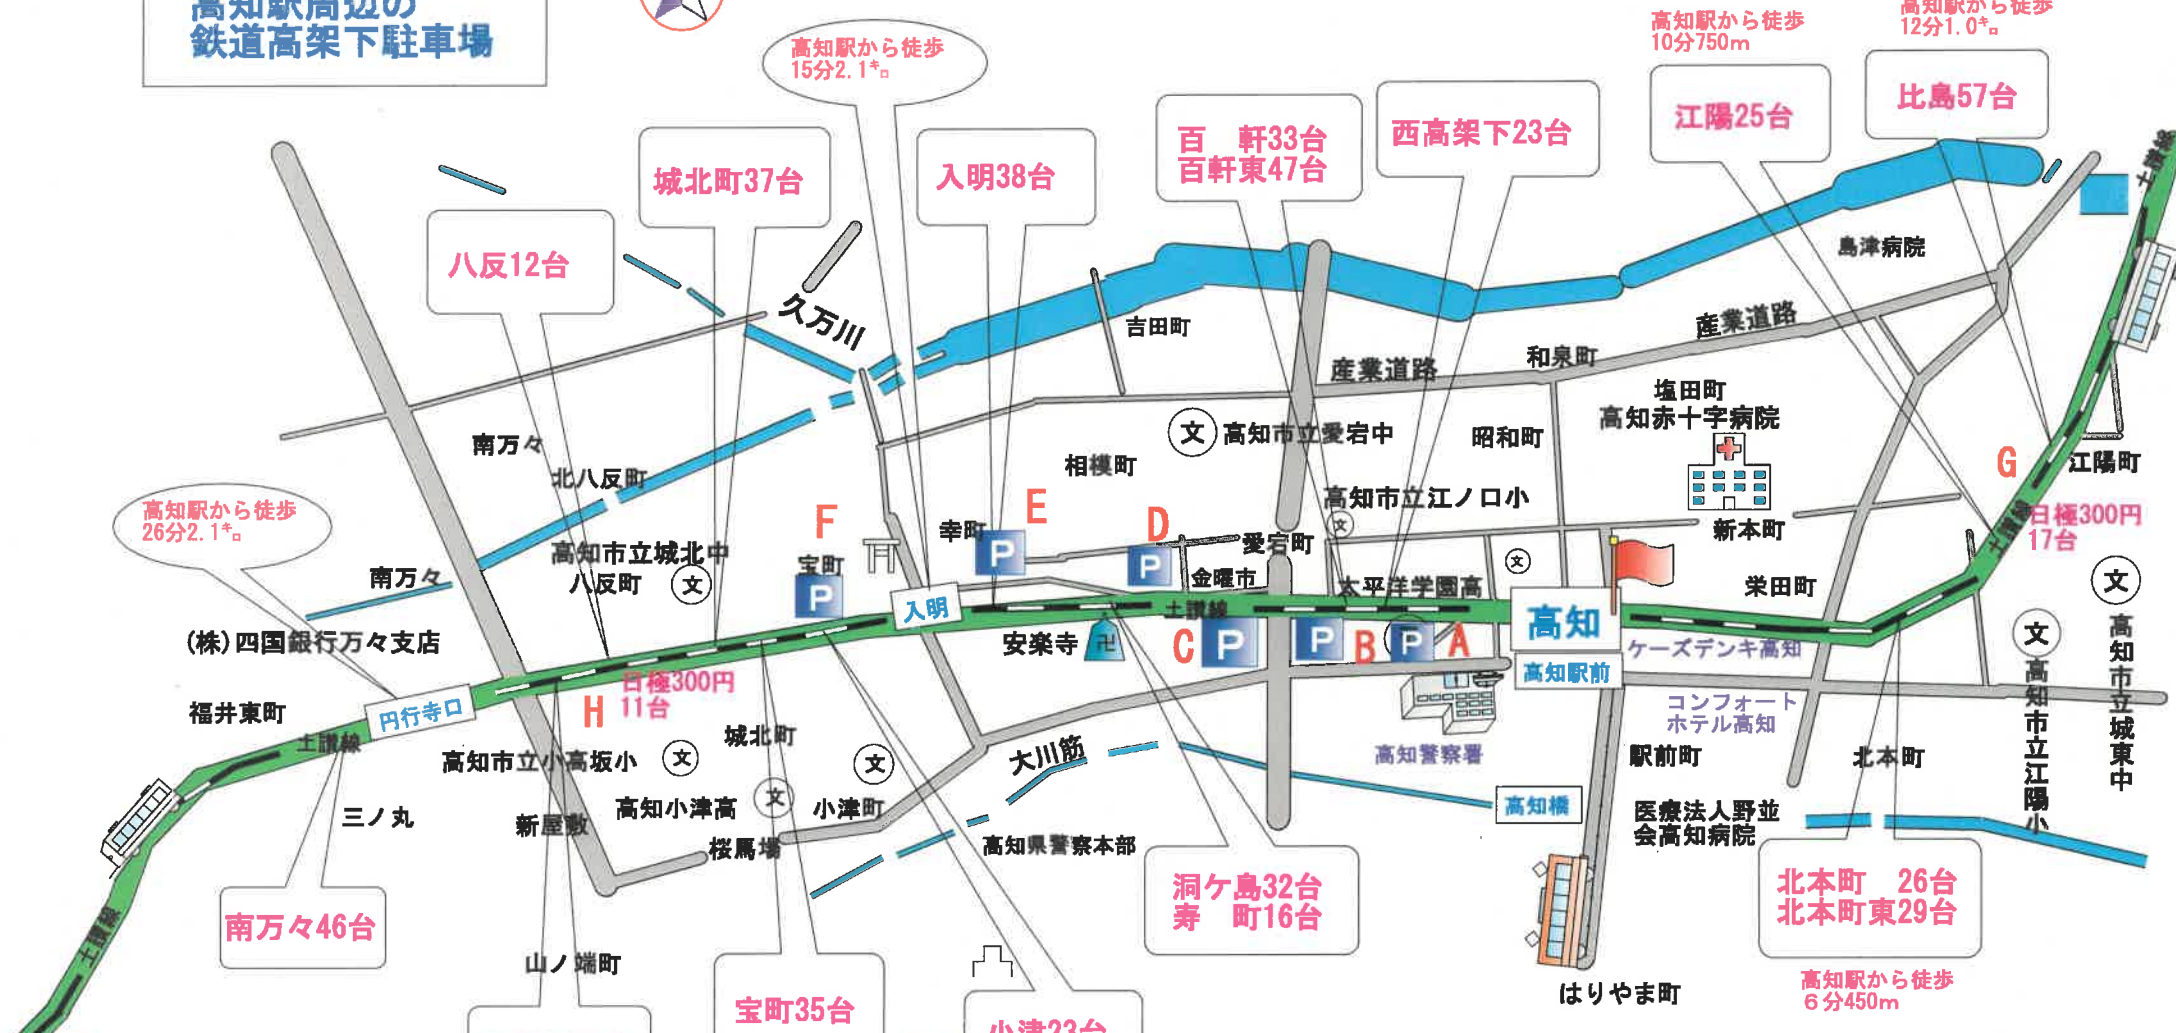 高知駅周辺の
鉄道高架下駐車場
高知駅から徒歩
15分2.1㌔
高知駅から徒歩
10分750m
高知駅から徒歩
12分1.0㌔
城北町37台
入明38台
百　軒33台
百軒東47台
西高架下23台
江陽25台
比島57台
八反12台
久万川
吉田町
産業道路
和泉町
産業道路
島津病院
土讃線
塩田町
高知赤十字病院
南万々
北八反町
文
高知市立愛宕中
昭和町
相模町
高知市立江ノ口小
文
G
江陽町
高知駅から徒歩
26分2.1㌔
F
E
D
幸町
P
愛宕町
新本町
日極300円
17台
土讃線
高知市立城北中
八反町
文
宝町
P
P
金曜市
太平洋学園高
文
栄田町
文
高知市立城東中
南万々
入明
土讃線
高知
(株)四国銀行万々支店
安楽寺
卍
C
P
P
B
P
A
ケーズデンキ高知
文
高知市立江陽小
高知駅前
福井東町
円行寺口
H
日極300円
11台
コンフォート
ホテル高知
土讃線
城北町
高知市立小高坂小
文
文
大川筋
高知警察署
駅前町
北本町
三ノ丸
新屋敷
高知小津高
文
小津町
高知橋
医療法人野並
会高知病院
桜馬場
高知県警察本部
南万々46台
洞ケ島32台
寿　町16台
北本町　26台
北本町東29台
土讃線
山ノ端町
高知駅から徒歩
６分450m
はりやま町
宝町35台
小津23台